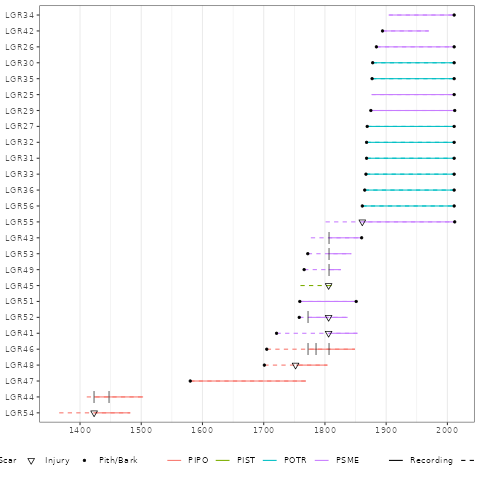 LGR34
LGR42
LGR26
LGR30
LGR35
LGR25
LGR29
LGR27
LGR32
LGR31
LGR33
LGR36
LGR56
LGR55
LGR43
LGR53
LGR49
LGR45
LGR51
LGR52
LGR41
LGR46
LGR48
LGR47
LGR44
LGR54
1400 1500 1600 1700 1800 1900 2000
Scar Injury Pith/Bark PIPO PIST POTR PSME Recording